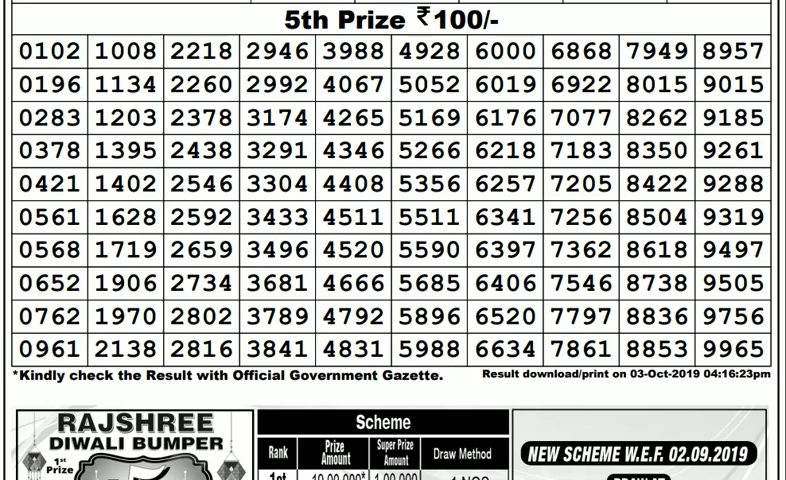 5th Prize ₹100/-
0102 1008 2218 2946 3988 4928 6000 6868 7949 8957
0196 1134 2260 2992 4067 5052 6019 6922 8015 9015
0283 1203 2378 3174 4265 5169 6176 7077 8262 9185
0378 1395 2438 3291 4346 5266 6218 7183 8350 9261
0421 1402 2546 3304 4408 5356 6257 7205 8422 9288
0561 1628 2592 3433 4511 5511 6341 7256 8504 9319
0568 1719 2659 3496 4520 5590 6397 7362 8618 9497
0652 1906 2734 3681 4666 5685 6406 7546 8738 9505
0762 1970 2802 3789 4792 5896 6520 7797 8836 9756
0961 2138 2816 3841 4831 5988 6634 7861 8853 9965
*Kindly check the Result with Official Government Gazette. Result download/print on 03-Oct-2019 04:16:23pm
RAJSHREE
DIWALI BUMPER
1st
Prize
Scheme
Rank Prize Amount Super Prize Amount Draw Method
NEW SCHEME W.E.F. 02.09.2019